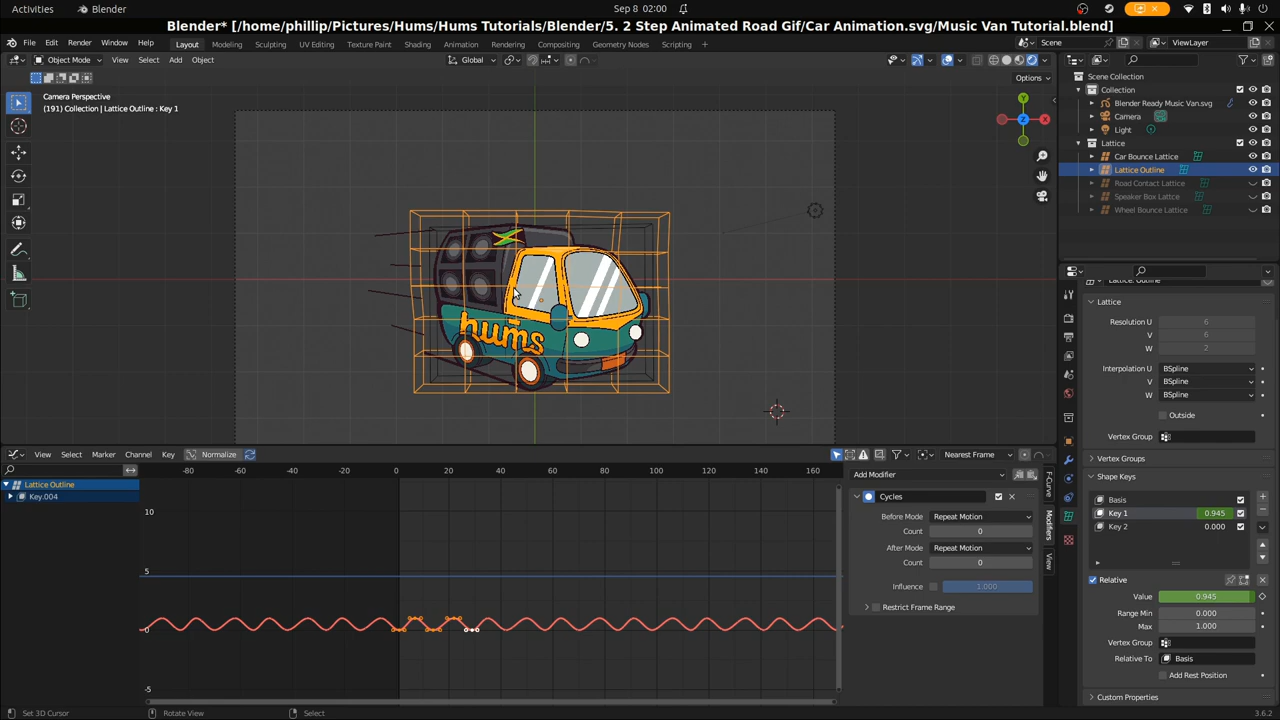 Activities
Blender
Sep 8 02:00
Blender* [/home/phillip/Pictures/Hums/Hums Tutorials/Blender/5. 2 Step Animated Road Gif/Car Animation.svg/Music Van Tutorial.blend]
File Edit Render Window Help
Layout Modeling Sculpting UV Editing Texture Paint Shading Animation Rendering Compositing Geometry Nodes Scripting +
Scene
ViewLayer
Object Mode View Select Add Object
Global
Options
Camera Perspective
(191) Collection | Lattice Outline : Key 1
Y
Z
X
hums
Scene Collection
Collection
Blender Ready Music Van.svg
Camera
Light
Lattice
Car Bounce Lattice
Lattice Outline
Road Contact Lattice
Speaker Box Lattice
Wheel Bounce Lattice
Lattice: Outline
Lattice
Resolution U 6
V 6
W 2
Interpolation U BSpline
V BSpline
W BSpline
Outside
Vertex Group
Vertex Groups
Shape Keys
Basis
Key 1 0.945
Key 2 0.000
Relative
Value 0.945
Range Min 0.000
Max 1.000
Vertex Group
Relative To Basis
Add Rest Position
Custom Properties
View Select Marker Channel Key Normalize
Nearest Frame
-80 -60 -40 -20 0 20 40 60 80 100 120 140 160
Lattice Outline
Key.004
10
5
0
-5
Add Modifier
Cycles
Before Mode Repeat Motion
Count 0
After Mode Repeat Motion
Count 0
Influence 1.000
Restrict Frame Range
F-Curve
Modifiers
View
Set 3D Cursor
Rotate View
Select
3.6.2